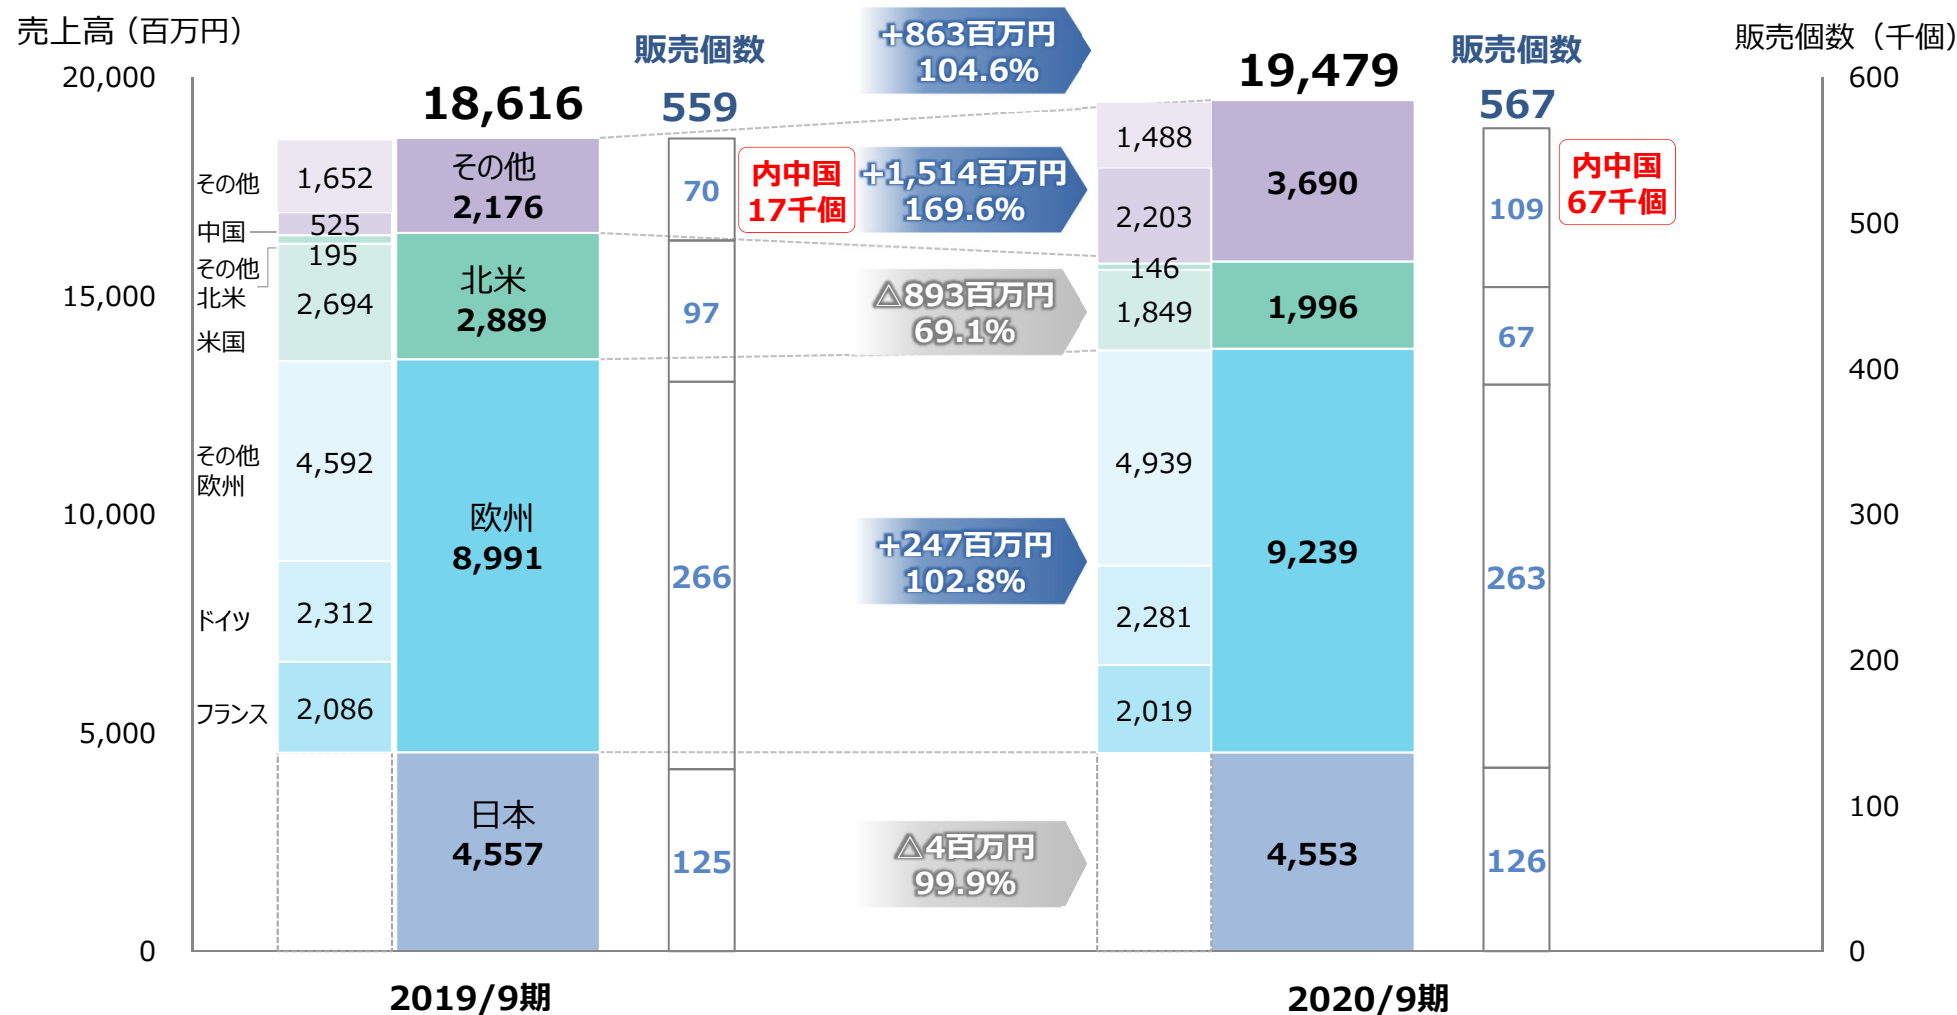 売上高（百万円）
販売個数（千個）
20,000
15,000
10,000
5,000
0
その他
中国
その他
北米
米国
その他
欧州
ドイツ
フランス
1,652
525
195
2,694
4,592
2,312
2,086
18,616
その他
2,176
北米
2,889
欧州
8,991
日本
4,557
販売個数
559
70
97
266
125
内中国
17千個
+863百万円
104.6%
+1,514百万円
169.6%
△893百万円
69.1%
+247百万円
102.8%
△4百万円
99.9%
1,488
2,203
146
1,849
4,939
2,281
2,019
19,479
3,690
1,996
9,239
4,553
販売個数
567
109
67
263
126
内中国
67千個
600
500
400
300
200
100
0
2019/9期
2020/9期